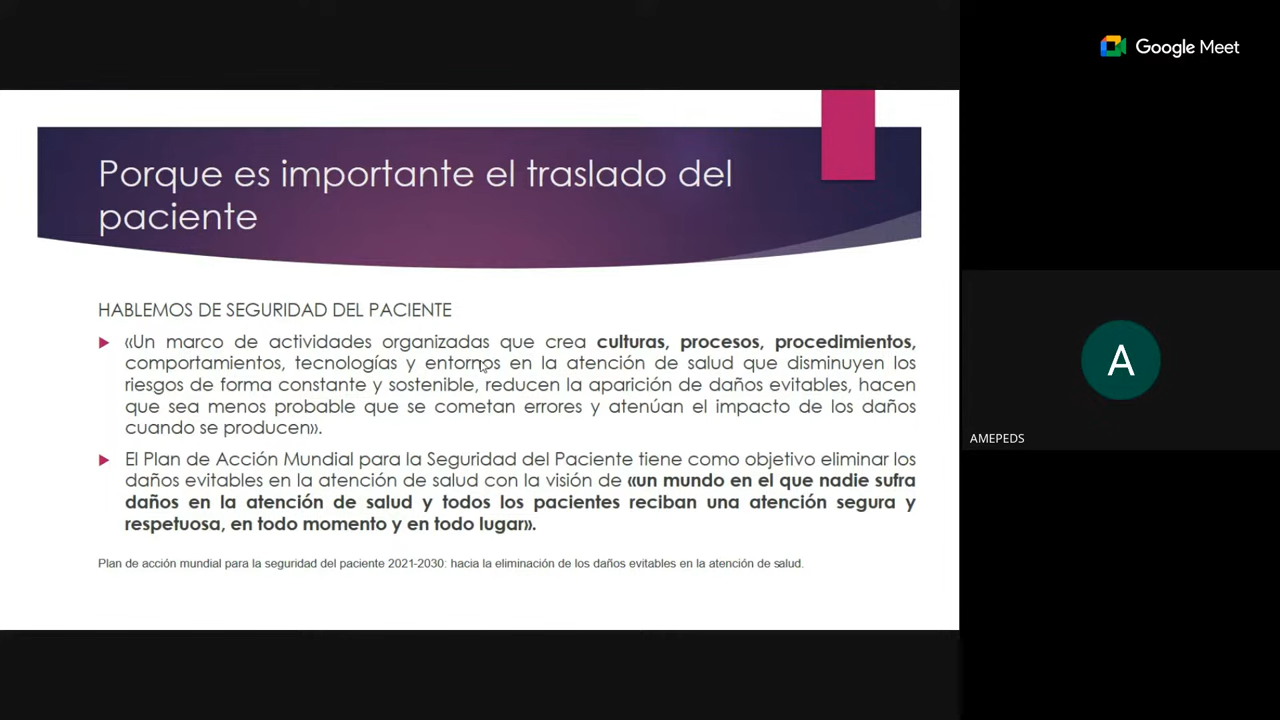 Google Meet
Porque es importante el traslado del
paciente
HABLEMOS DE SEGURIDAD DEL PACIENTE
«Un marco de actividades organizadas que crea culturas, procesos, procedimientos,
comportamientos, tecnologías y entornos en la atención de salud que disminuyen los
riesgos de forma constante y sostenible, reducen la aparición de daños evitables, hacen
que sea menos probable que se cometan errores y atenúan el impacto de los daños
cuando se producen».
El Plan de Acción Mundial para la Seguridad del Paciente tiene como objetivo eliminar los
daños evitables en la atención de salud con la visión de «un mundo en el que nadie sufra
daños en la atención de salud y todos los pacientes reciban una atención segura y
respetuosa, en todo momento y en todo lugar».
Plan de acción mundial para la seguridad del paciente 2021-2030: hacia la eliminación de los daños evitables en la atención de salud.
A
AMEPEDS